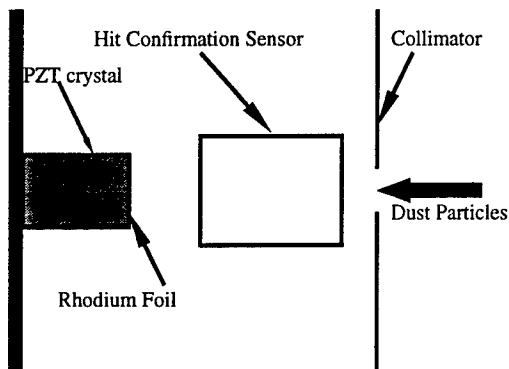 Hit Confirmation Sensor
Collimator
PZT crystal
Dust Particles
Rhodium Foil